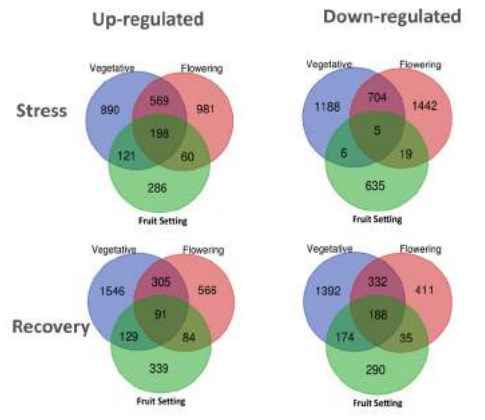 Up-regulated Down-regulated
Vegetative Flowering Vegetative Flowering
890 569 981 1188 704 1442
Stress
198 5
121 60 6 19
286 635
Fruit Setting Fruit Setting
Vegetative Flowering Vegetative Flowering
1546 305 566 1392 332 411
91 188
Recovery
129 84 174 35
339 290
Fruit Setting Fruit Setting